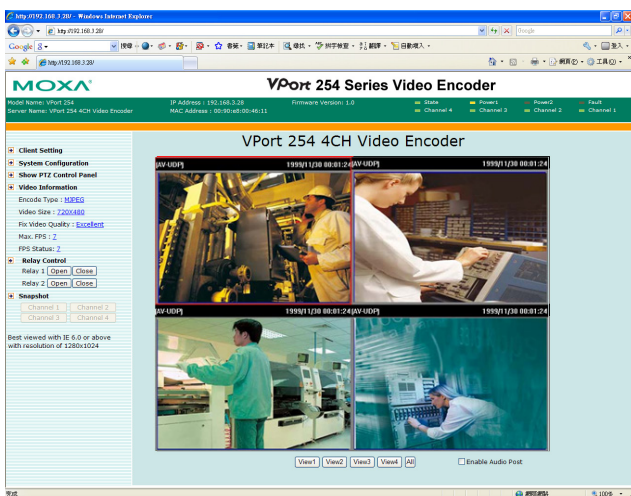 http://192.168.3.28/ - Windows Internet Explorer
http://192.168.3.28/
Google
Google
http://192.168.3.28/
MOXA
VPort 254 Series Video Encoder
Model Name: VPort 254
IP Address : 192.168.3.28
Firmware Version: 1.0
State Power1 Power2 Fault
Server Name: VPort 254 4CH Video Encoder
MAC Address : 00:90:e8:00:46:11
Channel 4 Channel 3 Channel 2 Channel 1
VPort 254 4CH Video Encoder
Client Setting
System Configuration
Show PTZ Control Panel
Video Information
Encode Type : MJPEG
Video Size : 720X480
Fix Video Quality : Excellent
Max. FPS : 7
FPS Status: 7
Relay Control
Relay 1 Open Close
Relay 2 Open Close
Snapshot
Channel 1 Channel 2
Channel 3 Channel 4
Best viewed with IE 6.0 or above
with resolution of 1280x1024
[AV-UDP] 1999/11/30 00:01:24
[AV-UDP] 1999/11/30 00:01:24
[AV-UDP] 1999/11/30 00:01:24
[AV-UDP] 1999/11/30 00:01:24
View1 View2 View3 View4 All
Enable Audio Post
完成
100%